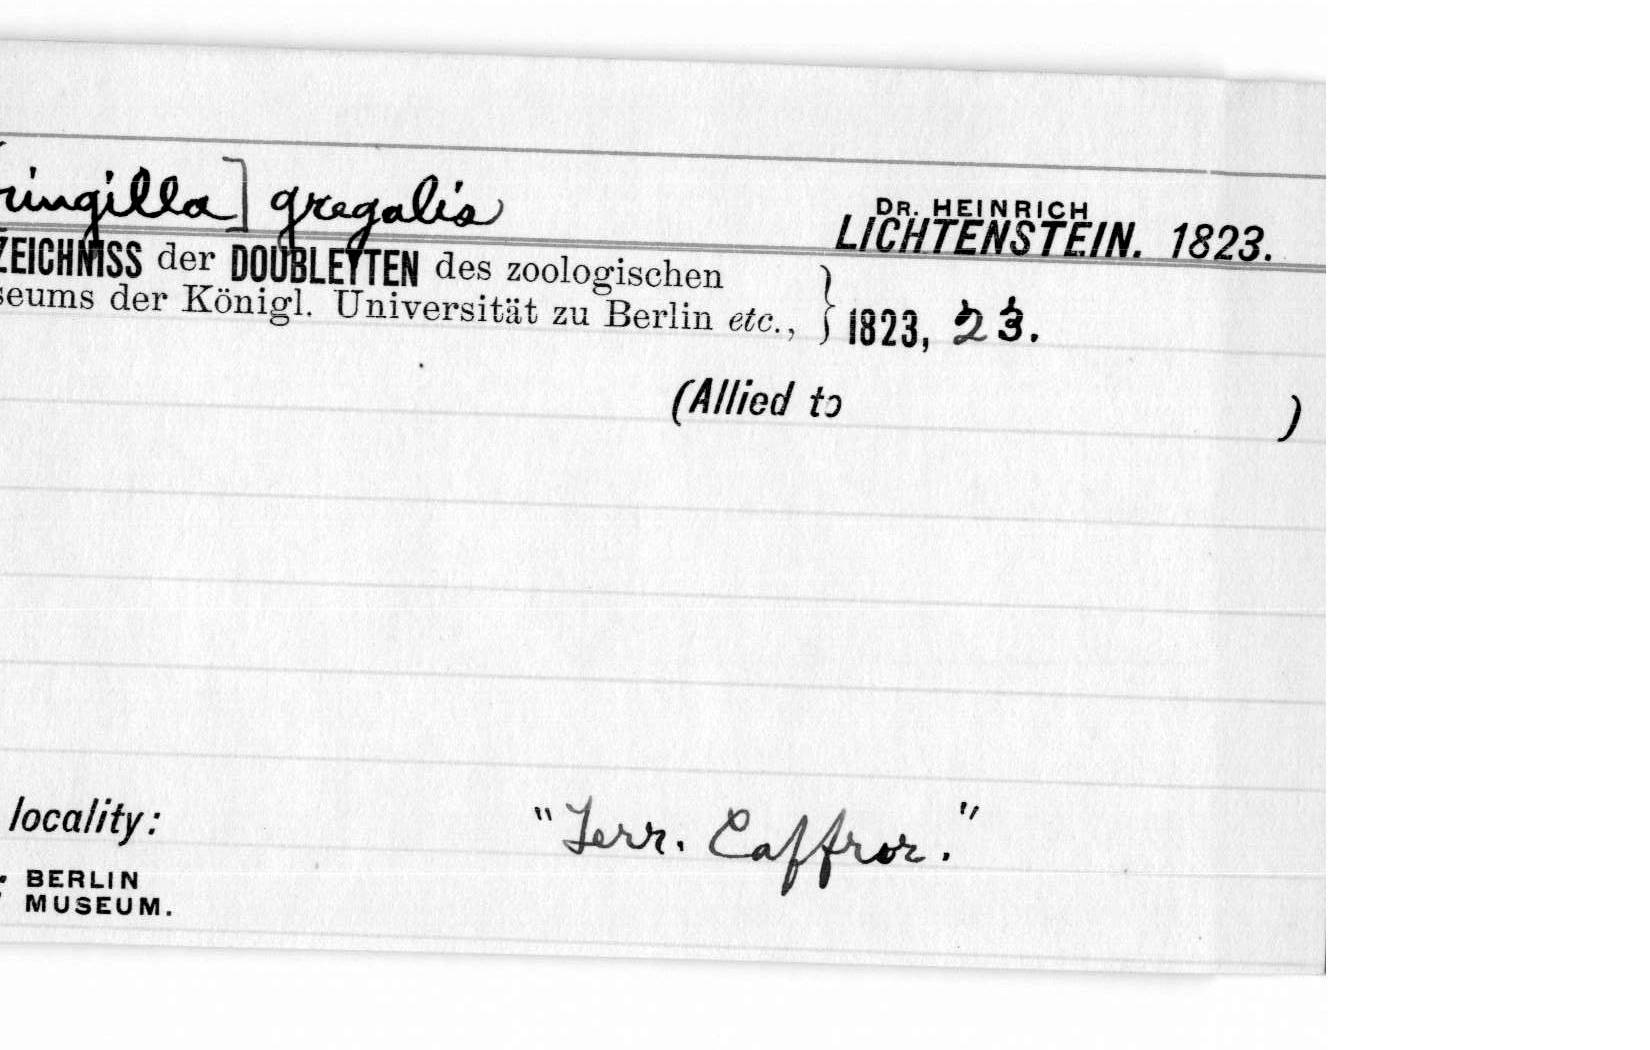 ringilla] gregalis
DR. HEINRICH
LICHTENSTEIN. 1823.
ZEICHNISS der DOUBLETTEN des zoologischen
seums der Königl. Universität zu Berlin etc., } 1823, 23.
(Allied to )
locality: "Terr. Caffror."
BERLIN
MUSEUM.